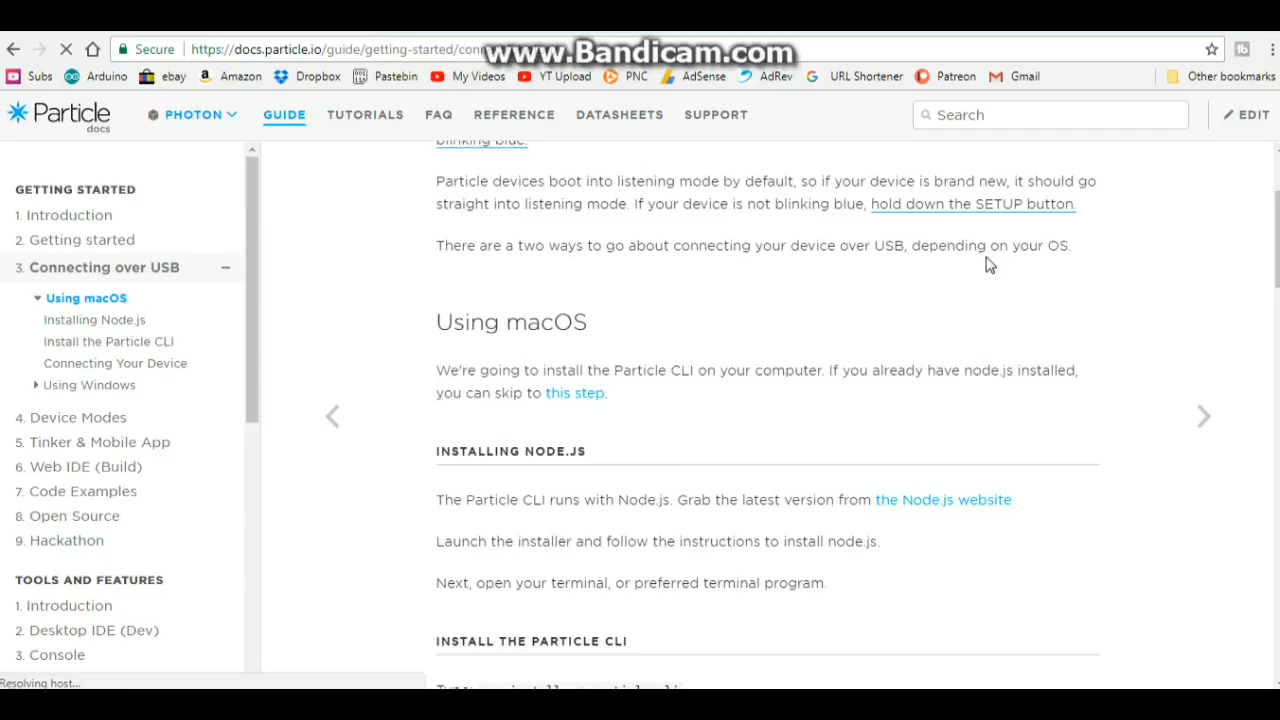 www.Bandicam.com
Secure https://docs.particle.io/guide/getting-started/con
Subs Arduino ebay Amazon Dropbox Pastebin My Videos YT Upload PNC AdSense AdRev URL Shortener Patreon Gmail Other bookmarks
Particle docs PHOTON GUIDE TUTORIALS FAQ REFERENCE DATASHEETS SUPPORT Search EDIT
GETTING STARTED
1. Introduction
2. Getting started
3. Connecting over USB
Using macOS
Installing Node.js
Install the Particle CLI
Connecting Your Device
Using Windows
4. Device Modes
5. Tinker & Mobile App
6. Web IDE (Build)
7. Code Examples
8. Open Source
9. Hackathon
TOOLS AND FEATURES
1. Introduction
2. Desktop IDE (Dev)
3. Console
Resolving host...
blinking blue.
Particle devices boot into listening mode by default, so if your device is brand new, it should go
straight into listening mode. If your device is not blinking blue, hold down the SETUP button.
There are a two ways to go about connecting your device over USB, depending on your OS.
Using macOS
We're going to install the Particle CLI on your computer. If you already have node.js installed,
you can skip to this step.
INSTALLING NODE.JS
The Particle CLI runs with Node.js. Grab the latest version from the Node.js website
Launch the installer and follow the instructions to install node.js.
Next, open your terminal, or preferred terminal program.
INSTALL THE PARTICLE CLI